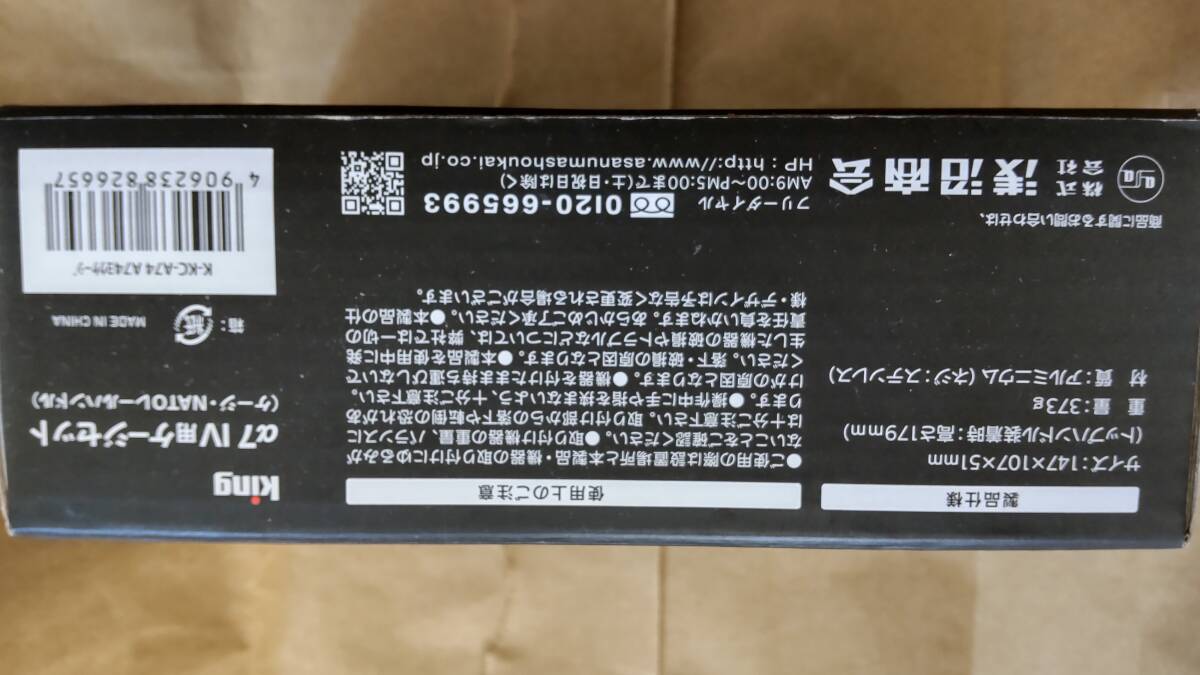 製品仕様
サイズ：147×107×51mm
(トップハンドル装着時：高さ179mm)
重　量：373g
材　質：アルミニウム (ネジ：ステンレス)
商品に関するお問い合わせは、
株式会社 浅沼商会
使用上のご注意
●ご使用の際は設置場所と本製品・機器の取り付けにゆるみが
ないことをご確認ください。●取り付け機器の重量、バランスに
は十分ご注意下さい。取り付け部からの落下や転倒の恐れがあ
ります。●操作中に手や指を挟まないよう、十分ご注意下さい。
けがの原因となります。●機器を付けたまま持ち運びしないで
ください。落下・破損の原因となります。●本製品を使用中に発
生した機器の破損やトラブルなどについては、弊社では一切の
責任を負いかねます。あらかじめご了承ください。●本製品の仕
様・デザインは予告なく変更される場合がございます。
フリーダイヤル 0120-665993
AM9:00～PM5:00まで(土・日・祝日は除く)
HP：http://www.asanumashoukai.co.jp
king
α7 IV用ケージセット
(ケージ・NATOレールハンドル)
箱： 紙 MADE IN CHINA
K-KC-A74 A74ヨウケージ
4 906238 826657